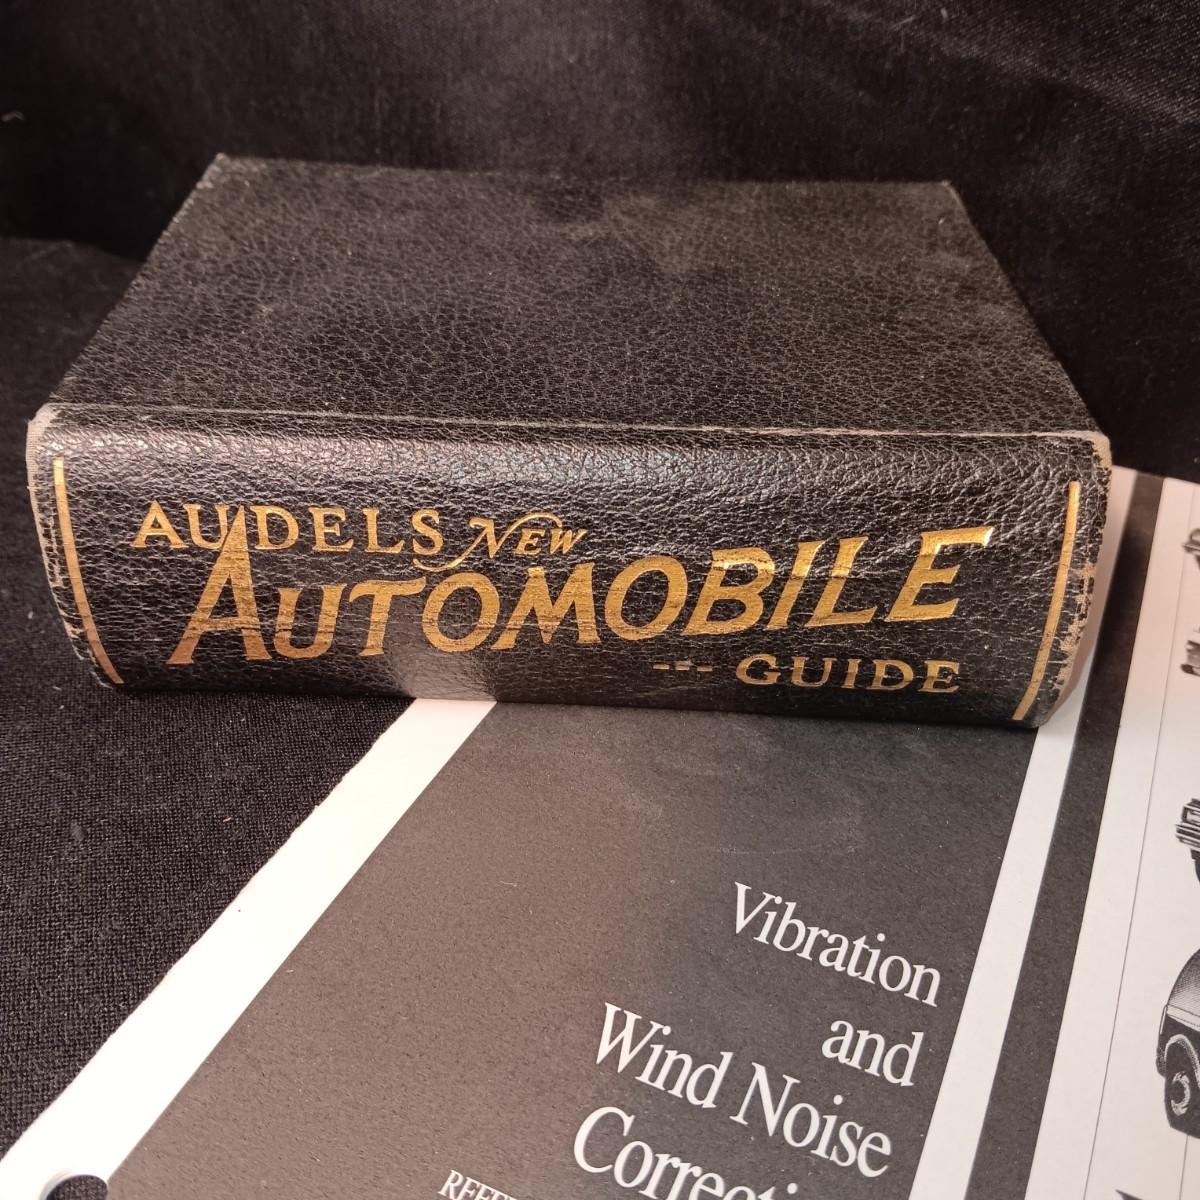 AUDELS NEW
AUTOMOBILE
--- GUIDE
Vibration
and
Wind Noise